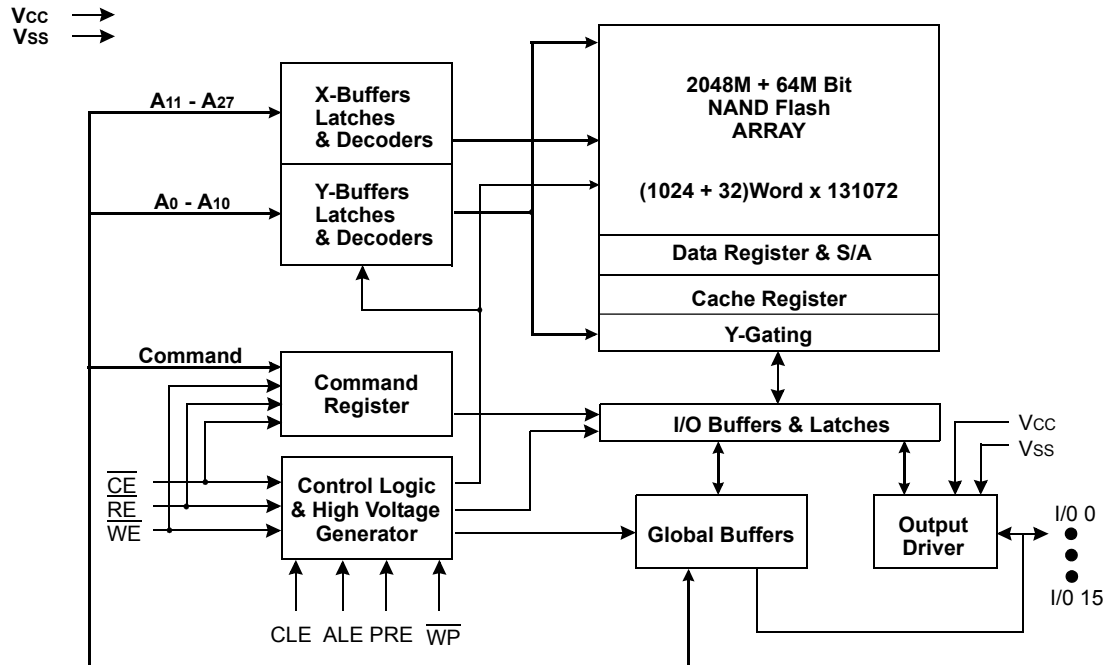 VCC
VSS
A11 - A27
X-Buffers
Latches
& Decoders
A0 - A10
Y-Buffers
Latches
& Decoders
2048M + 64M Bit
NAND Flash
ARRAY
(1024 + 32)Word x 131072
Data Register & S/A
Cache Register
Y-Gating
Command
Command
Register
I/O Buffers & Latches
VCC
VSS
CE
RE
WE
Control Logic
& High Voltage
Generator
Global Buffers
Output
Driver
I/0 0
I/0 15
CLE ALE PRE WP